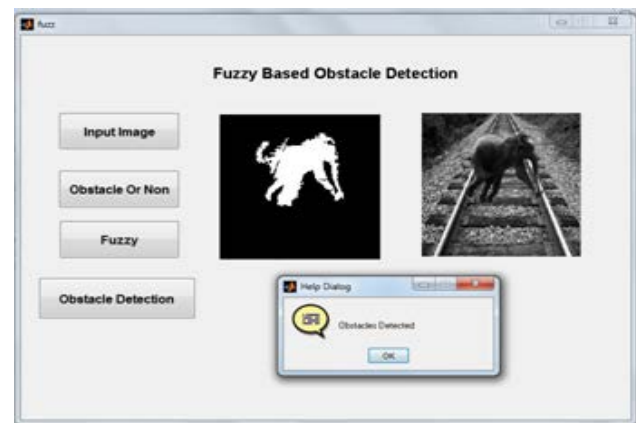 fuzz
Fuzzy Based Obstacle Detection
Input Image
Obstacle Or Non
Fuzzy
Obstacle Detection
Help Dialog
Obstacles Detected
OK